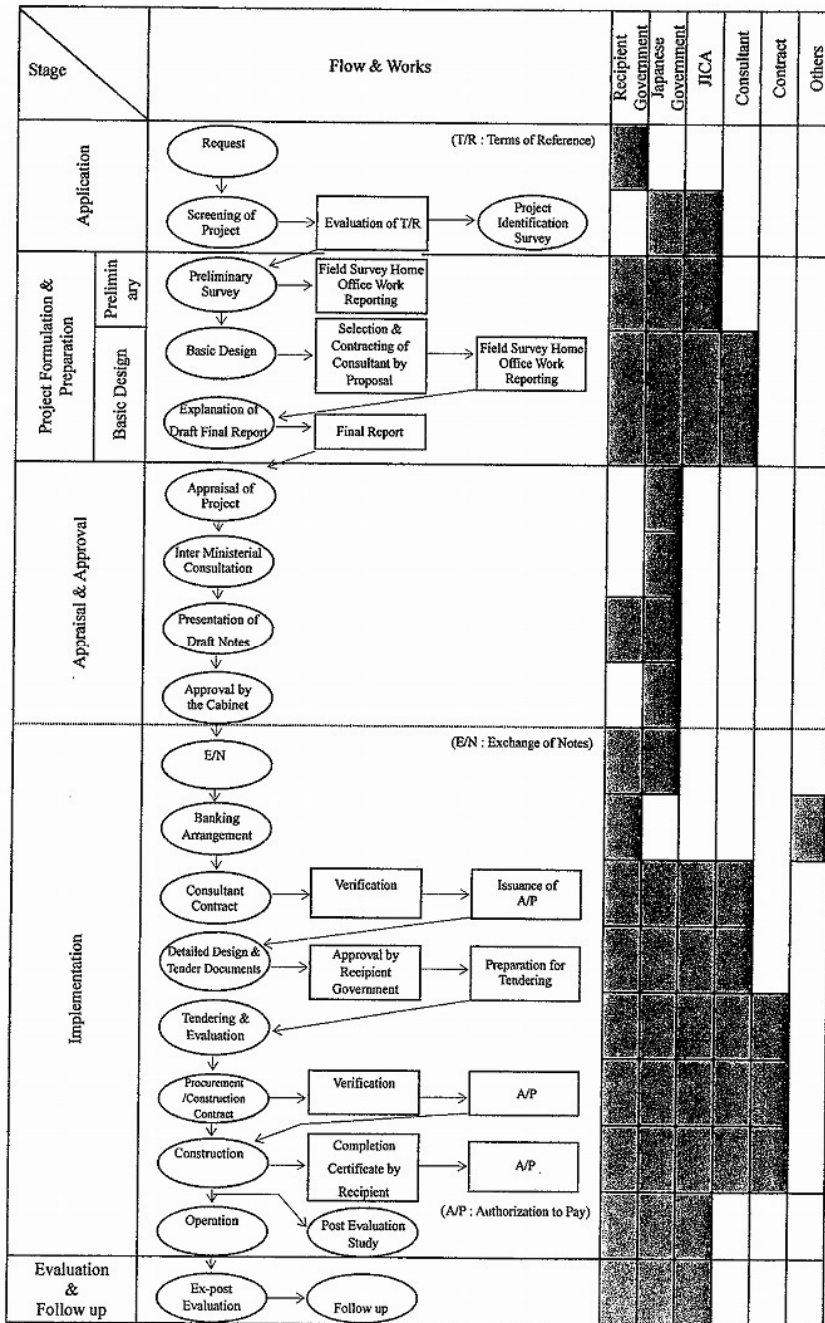 Stage
Flow & Works
Recipient
Government
Japanese
Government
JICA
Consultant
Contract
Others
Application
Request
(T/R : Terms of Reference)
Screening of
Project
Evaluation of T/R
Project
Identification
Survey
Project Formulation &
Preparation
Prelimin
ary
Preliminary
Survey
Field Survey Home
Office Work
Reporting
Basic Design
Basic Design
Selection &
Contracting of
Consultant by
Proposal
Field Survey Home
Office Work
Reporting
Explanation of
Draft Final Report
Final Report
Appraisal & Approval
Appraisal of
Project
Inter Ministerial
Consultation
Presentation of
Draft Notes
Approval by
the Cabinet
Implementation
E/N
(E/N : Exchange of Notes)
Banking
Arrangement
Consultant
Contract
Verification
Issuance of
A/P
Detailed Design &
Tender Documents
Approval by
Recipient
Government
Preparation for
Tendering
Tendering &
Evaluation
Procurement
/Construction
Contract
Verification
A/P
Construction
Completion
Certificate by
Recipient
A/P
Operation
Post Evaluation
Study
(A/P : Authorization to Pay)
Evaluation
&
Follow up
Ex-post
Evaluation
Follow up